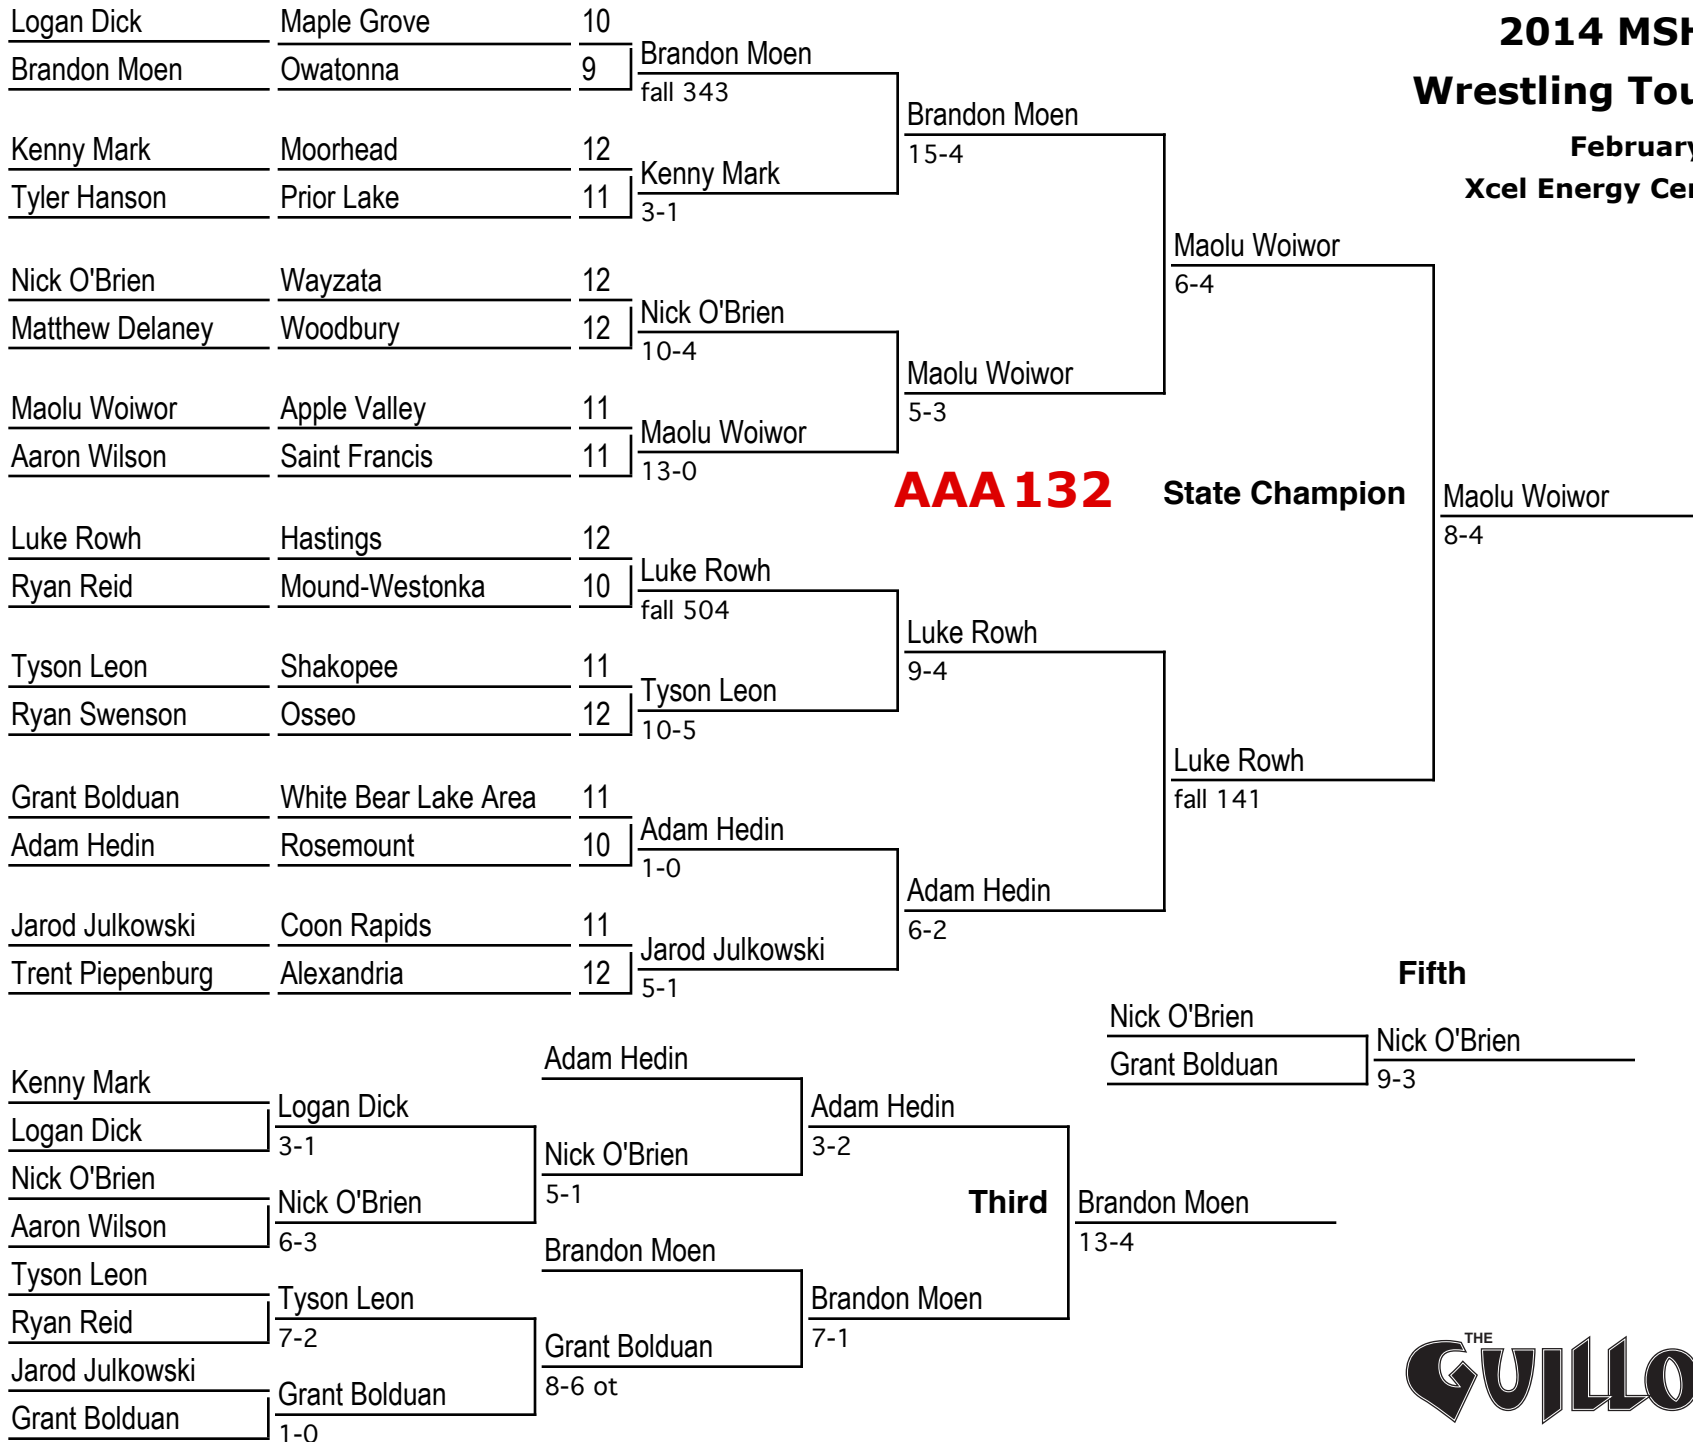 2014 MSH
Wrestling Tou
February
Xcel Energy Cer
Logan Dick Maple Grove 10
Brandon Moen Owatonna 9
Brandon Moen
fall 343
Kenny Mark Moorhead 12
Tyler Hanson Prior Lake 11
Kenny Mark
3-1
Brandon Moen
15-4
Nick O'Brien Wayzata 12
Matthew Delaney Woodbury 12
Nick O'Brien
10-4
Maolu Woiwor Apple Valley 11
Aaron Wilson Saint Francis 11
Maolu Woiwor
13-0
Maolu Woiwor
5-3
Maolu Woiwor
6-4
AAA 132 State Champion
Maolu Woiwor
8-4
Luke Rowh Hastings 12
Ryan Reid Mound-Westonka 10
Luke Rowh
fall 504
Tyson Leon Shakopee 11
Ryan Swenson Osseo 12
Tyson Leon
10-5
Luke Rowh
9-4
Grant Bolduan White Bear Lake Area 11
Adam Hedin Rosemount 10
Adam Hedin
1-0
Jarod Julkowski Coon Rapids 11
Trent Piepenburg Alexandria 12
Jarod Julkowski
5-1
Adam Hedin
6-2
Luke Rowh
fall 141
Fifth
Nick O'Brien
Grant Bolduan
Nick O'Brien
9-3
Kenny Mark
Logan Dick
Logan Dick
3-1
Nick O'Brien
Aaron Wilson
Nick O'Brien
6-3
Tyson Leon
Ryan Reid
Tyson Leon
7-2
Jarod Julkowski
Grant Bolduan
Grant Bolduan
1-0
Adam Hedin
Nick O'Brien
5-1
Brandon Moen
Grant Bolduan
8-6 ot
Adam Hedin
3-2
Brandon Moen
7-1
Third
Brandon Moen
13-4
THE
GUILLO